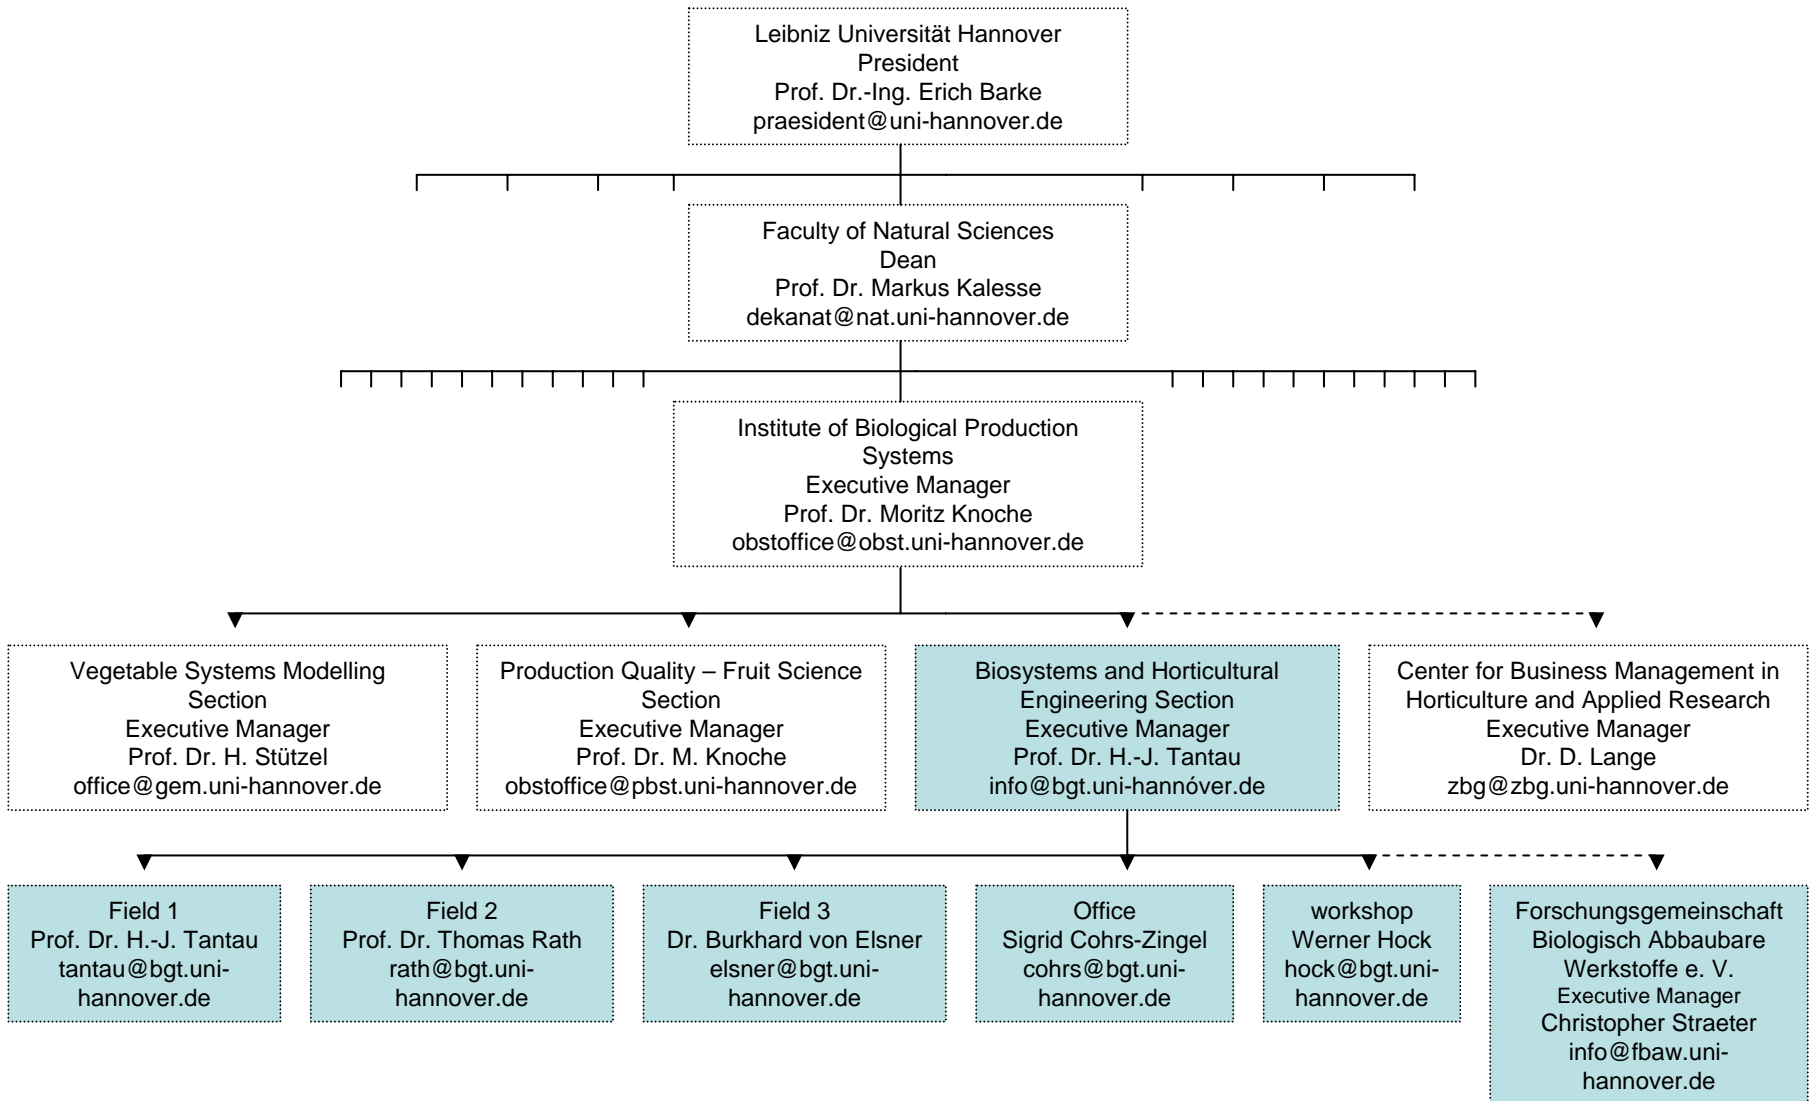 Leibniz Universität Hannover
President
Prof. Dr.-Ing. Erich Barke
praesident@uni-hannover.de
Faculty of Natural Sciences
Dean
Prof. Dr. Markus Kalesse
dekanat@nat.uni-hannover.de
Institute of Biological Production
Systems
Executive Manager
Prof. Dr. Moritz Knoche
obstoffice@obst.uni-hannover.de
Vegetable Systems Modelling
Section
Executive Manager
Prof. Dr. H. Stützel
office@gem.uni-hannover.de
Production Quality – Fruit Science
Section
Executive Manager
Prof. Dr. M. Knoche
obstoffice@pbst.uni-hannover.de
Biosystems and Horticultural
Engineering Section
Executive Manager
Prof. Dr. H.-J. Tantau
info@bgt.uni-hannóver.de
Center for Business Management in
Horticulture and Applied Research
Executive Manager
Dr. D. Lange
zbg@zbg.uni-hannover.de
Field 1
Prof. Dr. H.-J. Tantau
tantau@bgt.uni-
hannover.de
Field 2
Prof. Dr. Thomas Rath
rath@bgt.uni-
hannover.de
Field 3
Dr. Burkhard von Elsner
elsner@bgt.uni-
hannover.de
Office
Sigrid Cohrs-Zingel
cohrs@bgt.uni-
hannover.de
workshop
Werner Hock
hock@bgt.uni-
hannover.de
Forschungsgemeinschaft
Biologisch Abbaubare
Werkstoffe e. V.
Executive Manager
Christopher Straeter
info@fbaw.uni-
hannover.de